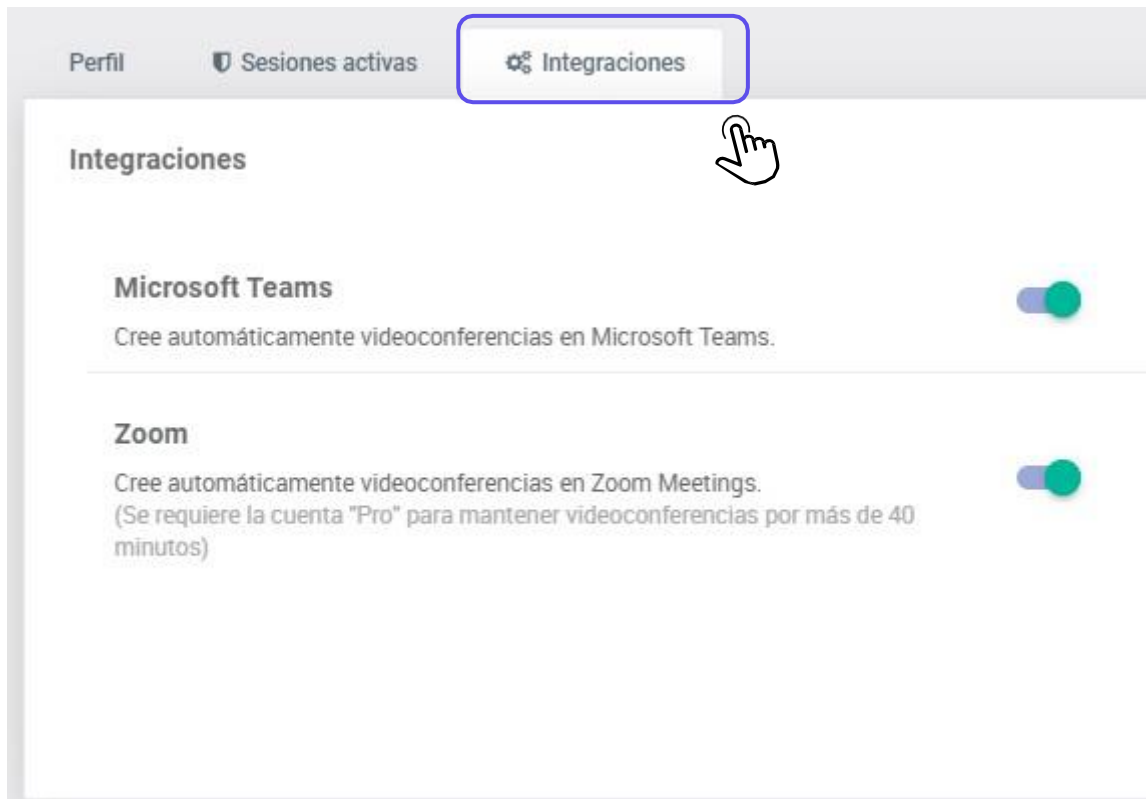 Perfil
Sesiones activas
Integraciones
Integraciones
Microsoft Teams
Cree automáticamente videoconferencias en Microsoft Teams.
Zoom
Cree automáticamente videoconferencias en Zoom Meetings.
(Se requiere la cuenta "Pro" para mantener videoconferencias por más de 40
minutos)